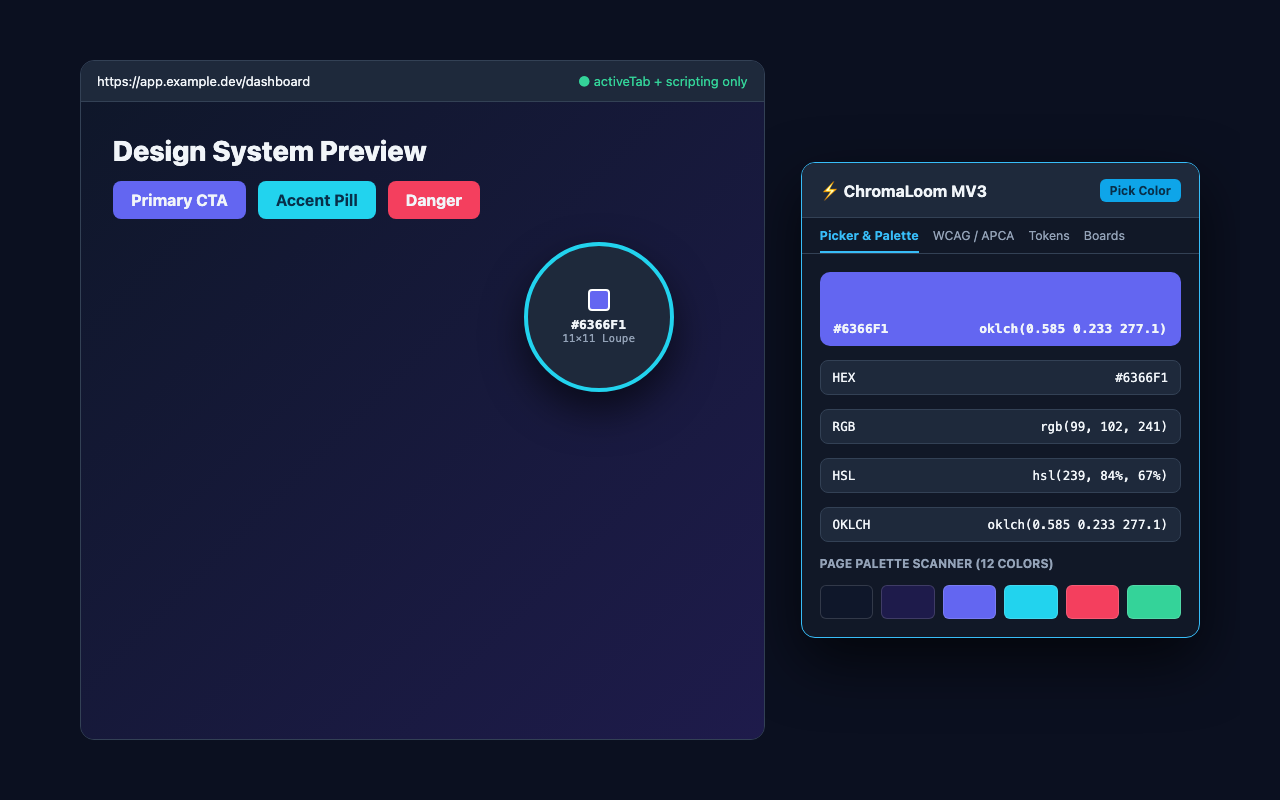 https://app.example.dev/dashboard
● activeTab + scripting only
Design System Preview
Primary CTA
Accent Pill
Danger
#6366F1
11×11 Loupe
⚡ ChromaLoom MV3
Pick Color
Picker & Palette
WCAG / APCA
Tokens
Boards
#6366F1
oklch(0.585 0.233 277.1)
HEX
#6366F1
RGB
rgb(99, 102, 241)
HSL
hsl(239, 84%, 67%)
OKLCH
oklch(0.585 0.233 277.1)
PAGE PALETTE SCANNER (12 COLORS)